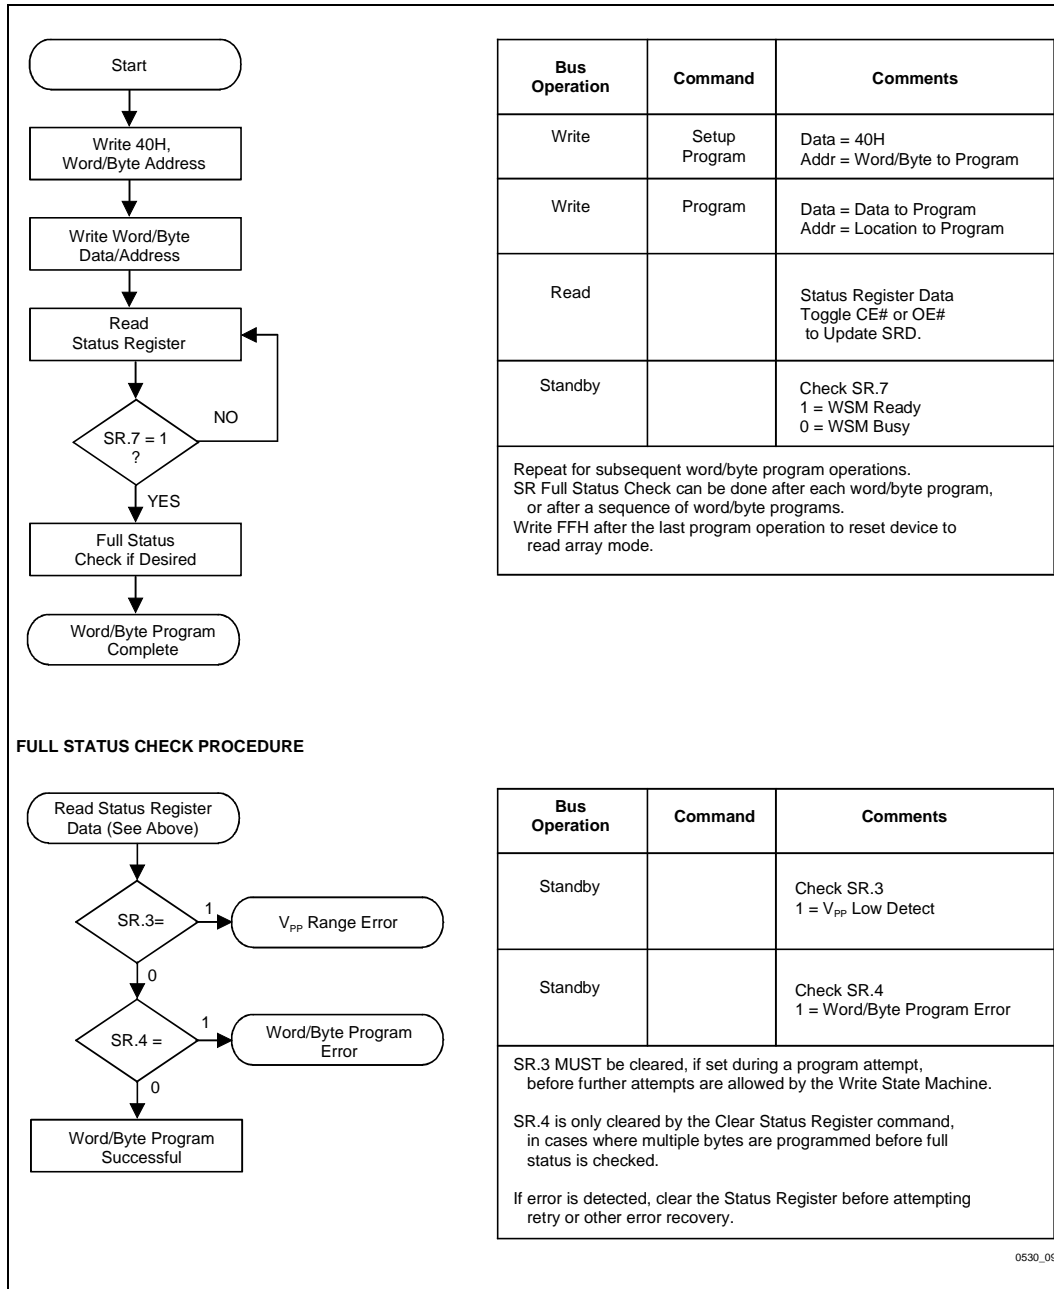 Start
Write 40H,
Word/Byte Address
Write Word/Byte
Data/Address
Read
Status Register
NO
SR.7 = 1
?
YES
Full Status
Check if Desired
Word/Byte Program
Complete
Bus
Operation
Command
Comments
Write
Setup
Program
Data = 40H
Addr = Word/Byte to Program
Write
Program
Data = Data to Program
Addr = Location to Program
Read
Status Register Data
Toggle CE# or OE#
to Update SRD.
Standby
Check SR.7
1 = WSM Ready
0 = WSM Busy
Repeat for subsequent word/byte program operations.
SR Full Status Check can be done after each word/byte program,
or after a sequence of word/byte programs.
Write FFH after the last program operation to reset device to
read array mode.
FULL STATUS CHECK PROCEDURE
Read Status Register
Data (See Above)
SR.3=
1
VPP Range Error
0
SR.4 =
1
Word/Byte Program
Error
0
Word/Byte Program
Successful
Bus
Operation
Command
Comments
Standby
Check SR.3
1 = VPP Low Detect
Standby
Check SR.4
1 = Word/Byte Program Error
SR.3 MUST be cleared, if set during a program attempt,
before further attempts are allowed by the Write State Machine.
SR.4 is only cleared by the Clear Status Register command,
in cases where multiple bytes are programmed before full
status is checked.
If error is detected, clear the Status Register before attempting
retry or other error recovery.
0530_09